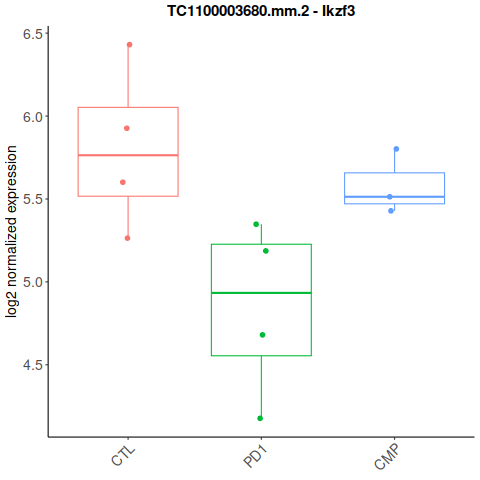 TC1100003680.mm.2 - Ikzf3
log2 normalized expression
6.5
6.0
5.5
5.0
4.5
CTL
PD1
CMP